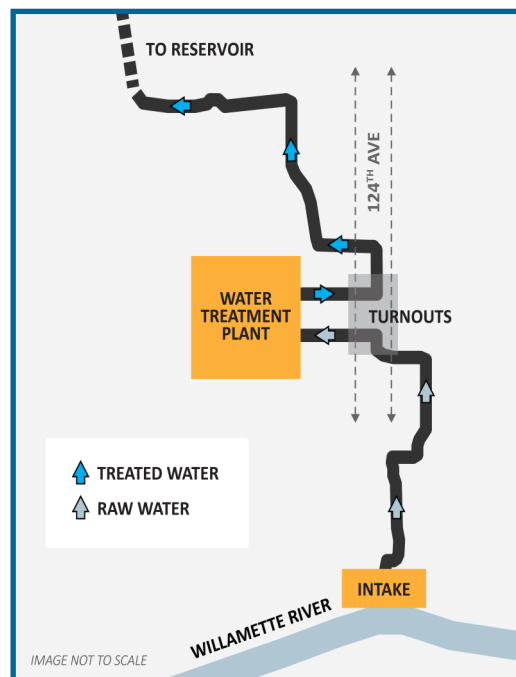 TO RESERVOIR
124TH AVE
WATER
TREATMENT
PLANT
TURNOUTS
TREATED WATER
RAW WATER
INTAKE
WILLAMETTE RIVER
IMAGE NOT TO SCALE